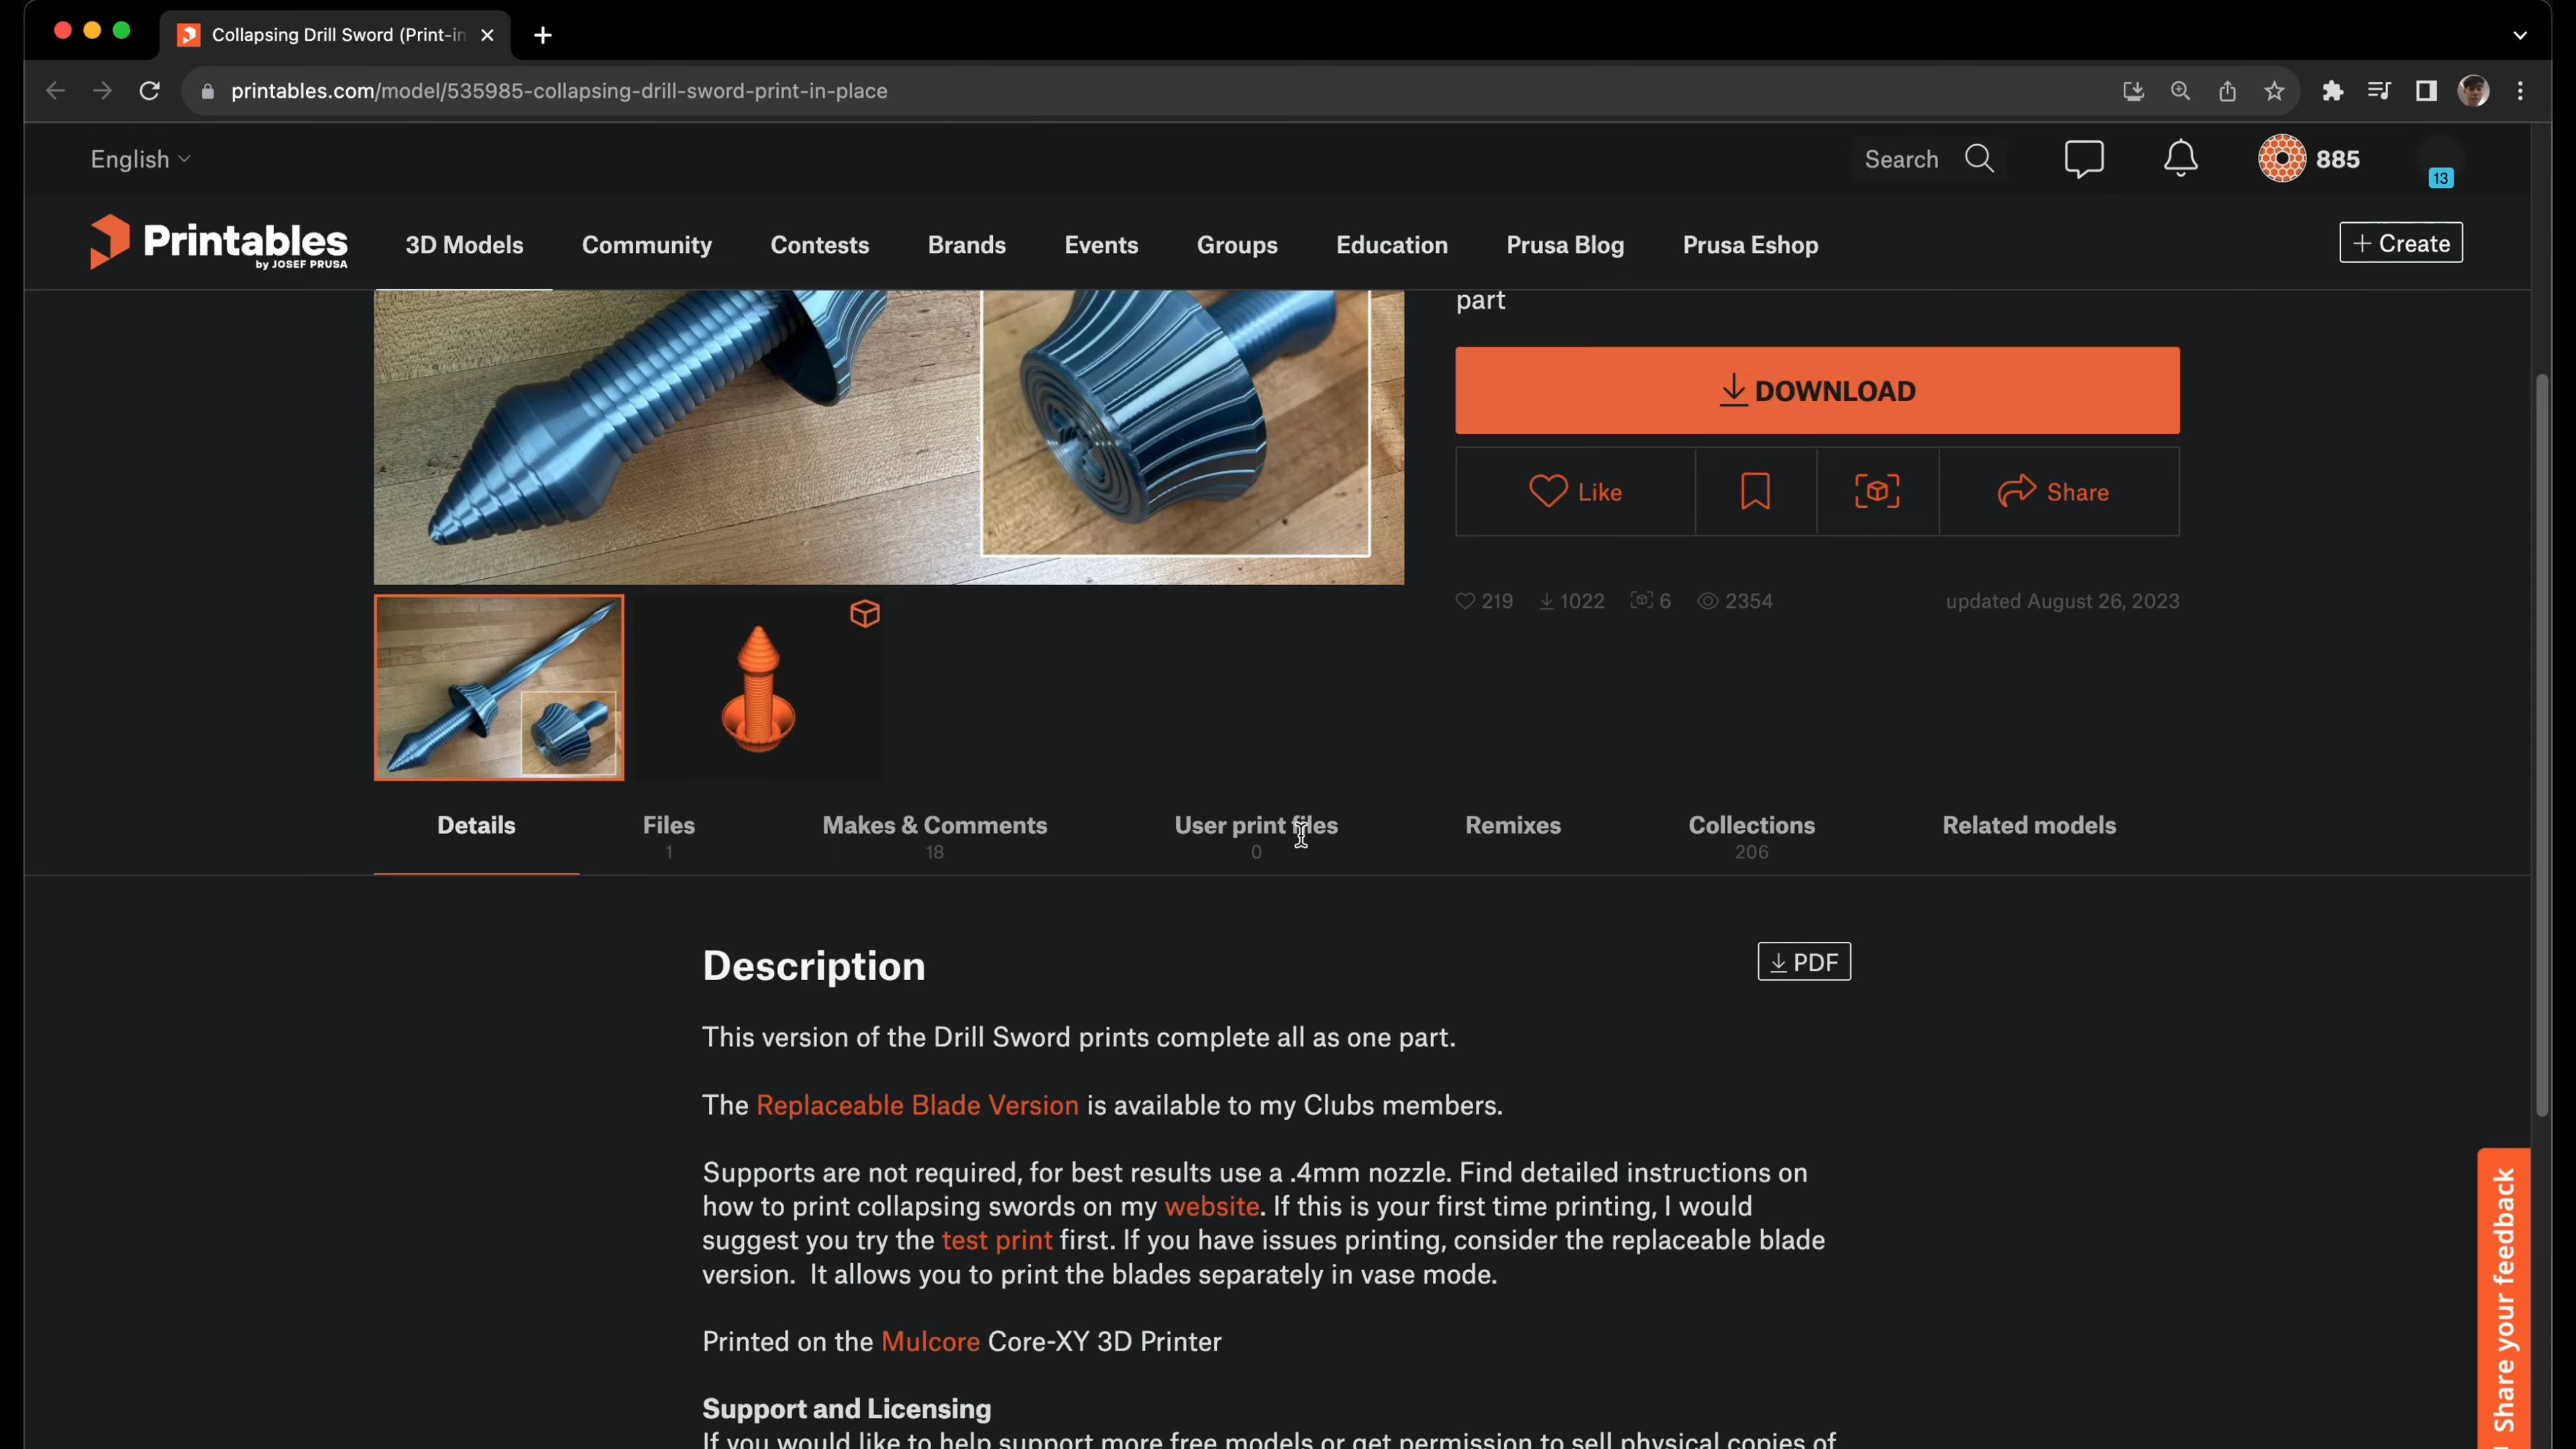 Collapsing Drill Sword (Print-in
printables.com/model/535985-collapsing-drill-sword-print-in-place
English
Search
885
13
Printables
by JOSEF PRUSA
3D Models
Community
Contests
Brands
Events
Groups
Education
Prusa Blog
Prusa Eshop
+ Create
part
DOWNLOAD
Like
Share
219
1022
6
2354
updated August 26, 2023
Details
Files
1
Makes & Comments
18
User print files
0
Remixes
Collections
206
Related models
Description
PDF
This version of the Drill Sword prints complete all as one part.
The Replaceable Blade Version is available to my Clubs members.
Supports are not required, for best results use a .4mm nozzle. Find detailed instructions on
how to print collapsing swords on my website. If this is your first time printing, I would
suggest you try the test print first. If you have issues printing, consider the replaceable blade
version.  It allows you to print the blades separately in vase mode.
Printed on the Mulcore Core-XY 3D Printer
Support and Licensing
If you would like to help support more free models or get permission to sell physical copies of
Share your feedback